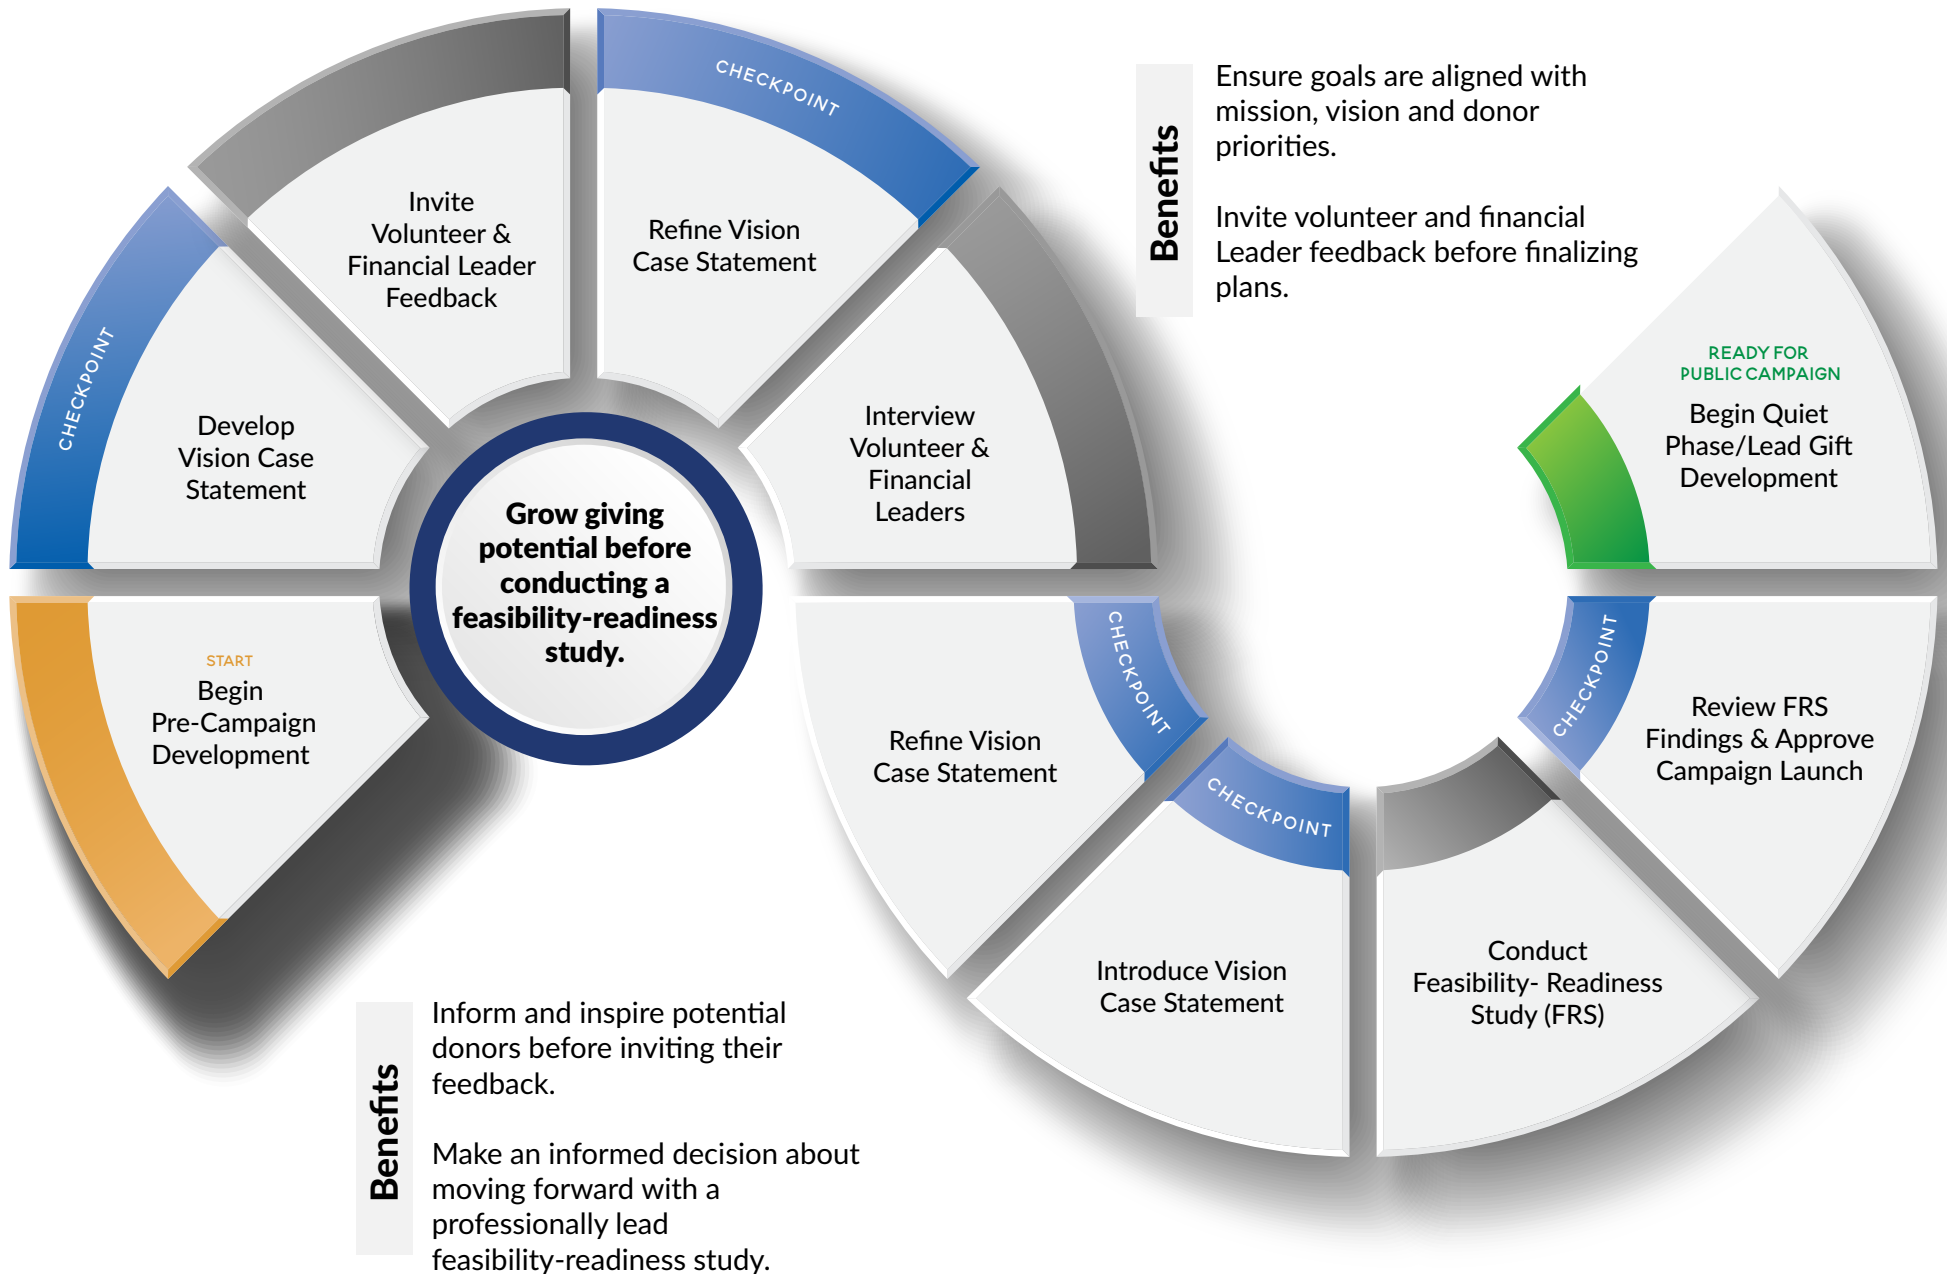 START
Begin
Pre-Campaign
Development
CHECKPOINT
Develop
Vision Case
Statement
Invite
Volunteer &
Financial Leader
Feedback
CHECKPOINT
Refine Vision
Case Statement
Interview
Volunteer &
Financial
Leaders
Grow giving
potential before
conducting a
feasibility-readiness
study.
CHECKPOINT
Refine Vision
Case Statement
CHECKPOINT
Introduce Vision
Case Statement
Conduct
Feasibility- Readiness
Study (FRS)
CHECKPOINT
Review FRS
Findings & Approve
Campaign Launch
READY FOR
PUBLIC CAMPAIGN
Begin Quiet
Phase/Lead Gift
Development
Benefits
Ensure goals are aligned with
mission, vision and donor
priorities.
Invite volunteer and financial
Leader feedback before finalizing
plans.
Benefits
Inform and inspire potential
donors before inviting their
feedback.
Make an informed decision about
moving forward with a
professionally lead
feasibility-readiness study.